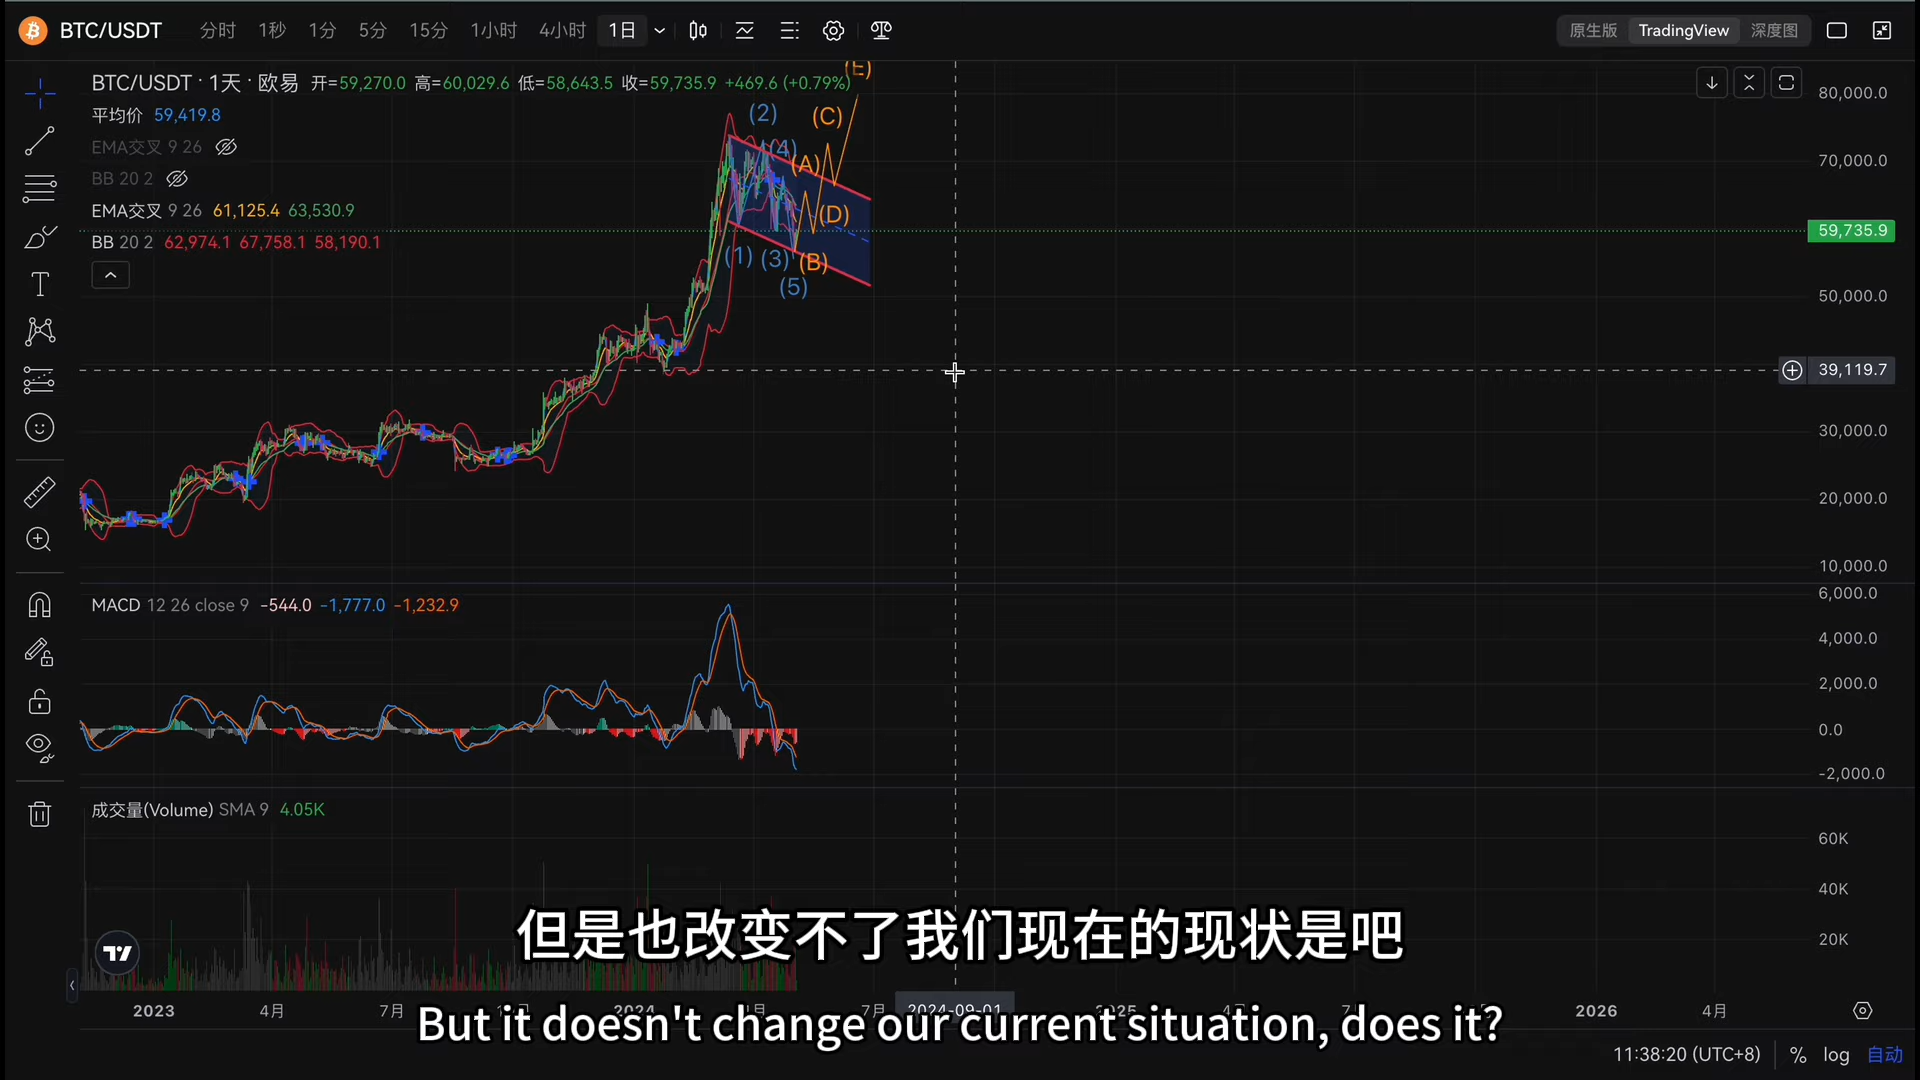 BTC/USDT 分时 1秒 1分 5分 15分 1小时 4小时 1日 原生版 TradingView 深度图
BTC/USDT · 1天 · 欧易 开=59,270.0 高=60,029.6 低=58,643.5 收=59,735.9 +469.6 (+0.79%)
平均价 59,419.8
EMA交叉 9 26
BB 20 2
EMA交叉 9 26 61,125.4 63,530.9
BB 20 2 62,974.1 67,758.1 58,190.1
(E)
(2)
(C)
(4)
(A)
(D)
(1)
(3)
(B)
(5)
80,000.0
70,000.0
59,735.9
50,000.0
39,119.7
30,000.0
20,000.0
10,000.0
MACD 12 26 close 9 -544.0 -1,777.0 -1,232.9
6,000.0
4,000.0
2,000.0
0.0
-2,000.0
成交量(Volume) SMA 9 4.05K
60K
40K
20K
但是也改变不了我们现在的现状是吧
2023 4月 7月 2024 7月 2024-09-01 2025 2026 4月
But it doesn't change our current situation, does it?
11:38:20 (UTC+8) % log 自动